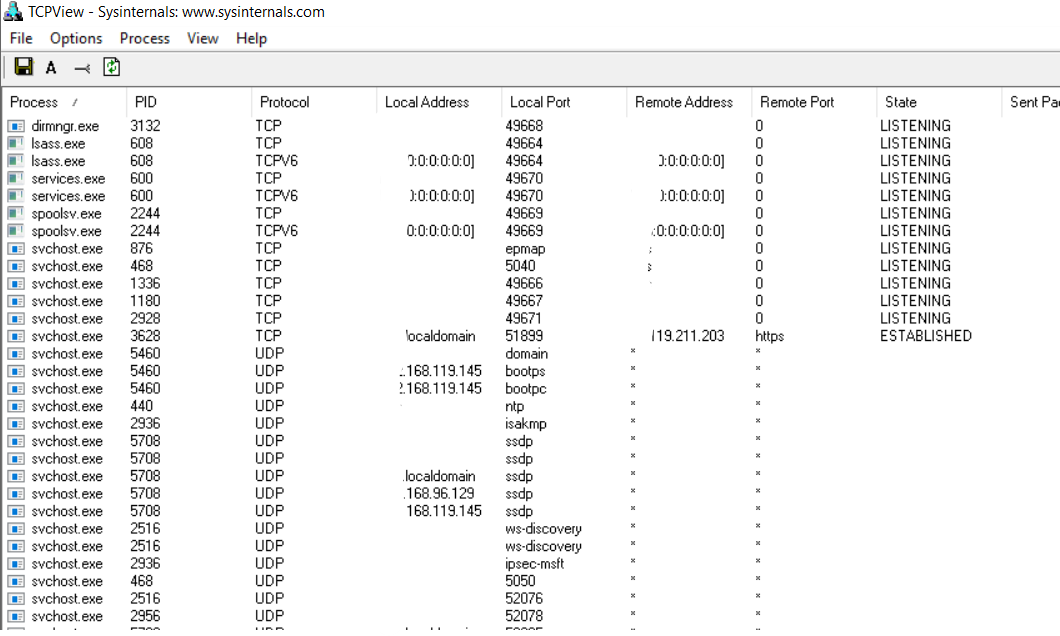 TCPView - Sysinternals: www.sysinternals.com
File Options Process View Help
A
Process / PID Protocol Local Address Local Port Remote Address Remote Port State Sent Pac
dirmngr.exe 3132 TCP 49668 0 LISTENING
lsass.exe 608 TCP 49664 0 LISTENING
lsass.exe 608 TCPV6 0:0:0:0:0] 49664 0:0:0:0:0] 0 LISTENING
services.exe 600 TCP 49670 0 LISTENING
services.exe 600 TCPV6 0:0:0:0:0] 49670 0:0:0:0:0] 0 LISTENING
spoolsv.exe 2244 TCP 49669 0 LISTENING
spoolsv.exe 2244 TCPV6 0:0:0:0:0] 49669 :0:0:0:0:0] 0 LISTENING
svchost.exe 876 TCP epmap 0 LISTENING
svchost.exe 468 TCP 5040 s 0 LISTENING
svchost.exe 1336 TCP 49666 0 LISTENING
svchost.exe 1180 TCP 49667 0 LISTENING
svchost.exe 2928 TCP 49671 0 LISTENING
svchost.exe 3628 TCP localdomain 51899 119.211.203 https ESTABLISHED
svchost.exe 5460 UDP domain * *
svchost.exe 5460 UDP .168.119.145 bootps * *
svchost.exe 5460 UDP 2.168.119.145 bootpc * *
svchost.exe 440 UDP ntp * *
svchost.exe 2936 UDP isakmp * *
svchost.exe 5708 UDP ssdp * *
svchost.exe 5708 UDP ssdp * *
svchost.exe 5708 UDP .localdomain ssdp * *
svchost.exe 5708 UDP .168.96.129 ssdp * *
svchost.exe 5708 UDP 168.119.145 ssdp * *
svchost.exe 2516 UDP ws-discovery * *
svchost.exe 2516 UDP ws-discovery * *
svchost.exe 2936 UDP ipsec-msft * *
svchost.exe 468 UDP 5050 * *
svchost.exe 2516 UDP 52076 * *
svchost.exe 2956 UDP 52078 * *